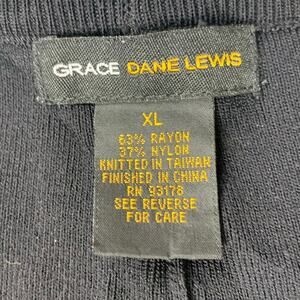 GRACE DANE LEWIS
XL
63% RAYON
37% NYLON
KNITTED IN TAIWAN
FINISHED IN CHINA
RN 93178
SEE REVERSE
FOR CARE